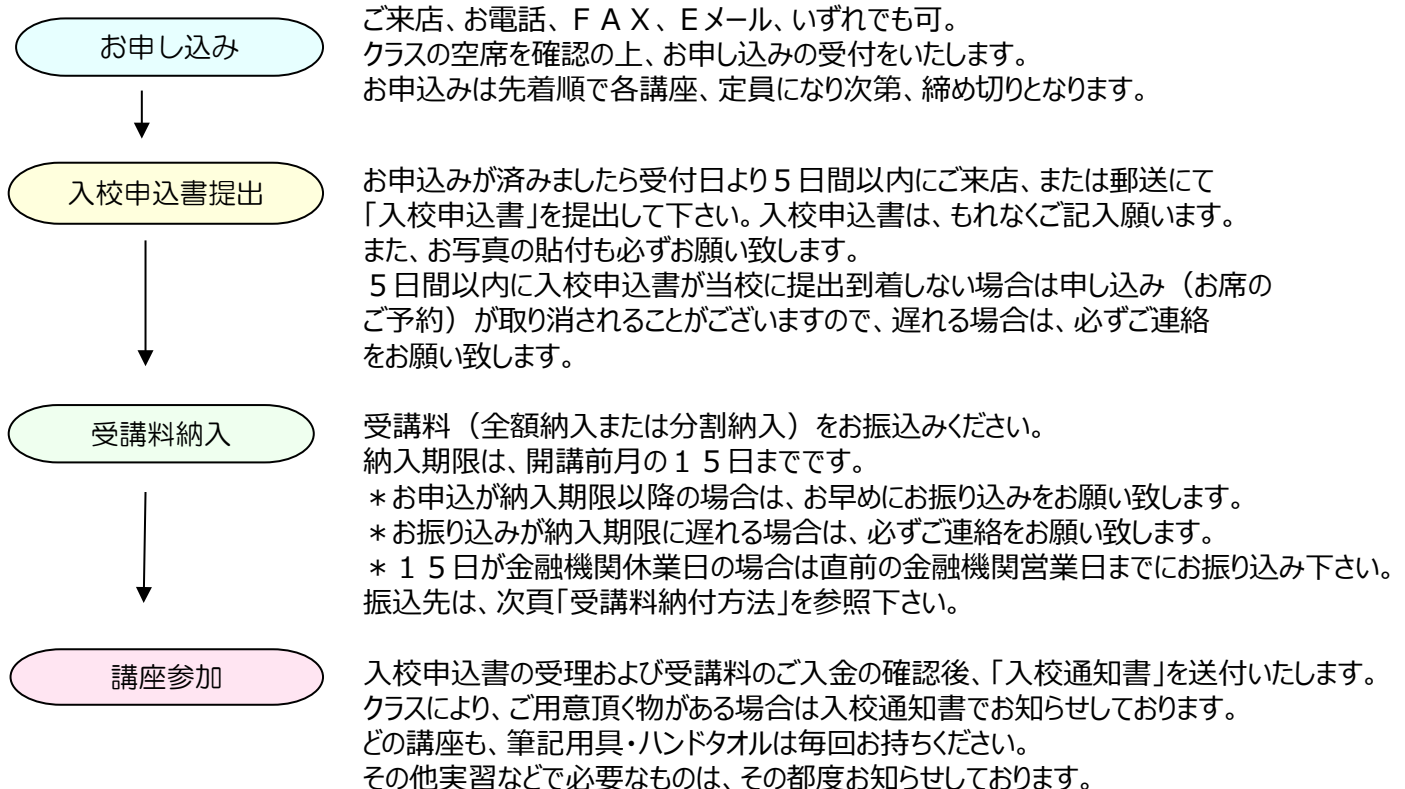 お申し込み
ご来店、お電話、ＦＡＸ、Ｅメール、いずれでも可。
クラスの空席を確認の上、お申し込みの受付をいたします。
お申込みは先着順で各講座、定員になり次第、締め切りとなります。
入校申込書提出
お申込みが済みましたら受付日より５日間以内にご来店、または郵送にて
「入校申込書」を提出して下さい。入校申込書は、もれなくご記入願います。
また、お写真の貼付も必ずお願い致します。
５日間以内に入校申込書が当校に提出到着しない場合は申し込み（お席の
ご予約）が取り消されることがございますので、遅れる場合は、必ずご連絡
をお願い致します。
受講料納入
受講料（全額納入または分割納入）をお振込みください。
納入期限は、開講前月の１５日までです。
＊お申込が納入期限以降の場合は、お早めにお振り込みをお願い致します。
＊お振り込みが納入期限に遅れる場合は、必ずご連絡をお願い致します。
＊１５日が金融機関休業日の場合は直前の金融機関営業日までにお振り込み下さい。
振込先は、次頁「受講料納付方法」を参照下さい。
講座参加
入校申込書の受理および受講料のご入金の確認後、「入校通知書」を送付いたします。
クラスにより、ご用意頂く物がある場合は入校通知書でお知らせしております。
どの講座も、筆記用具・ハンドタオルは毎回お持ちください。
その他実習などで必要なものは、その都度お知らせしております。